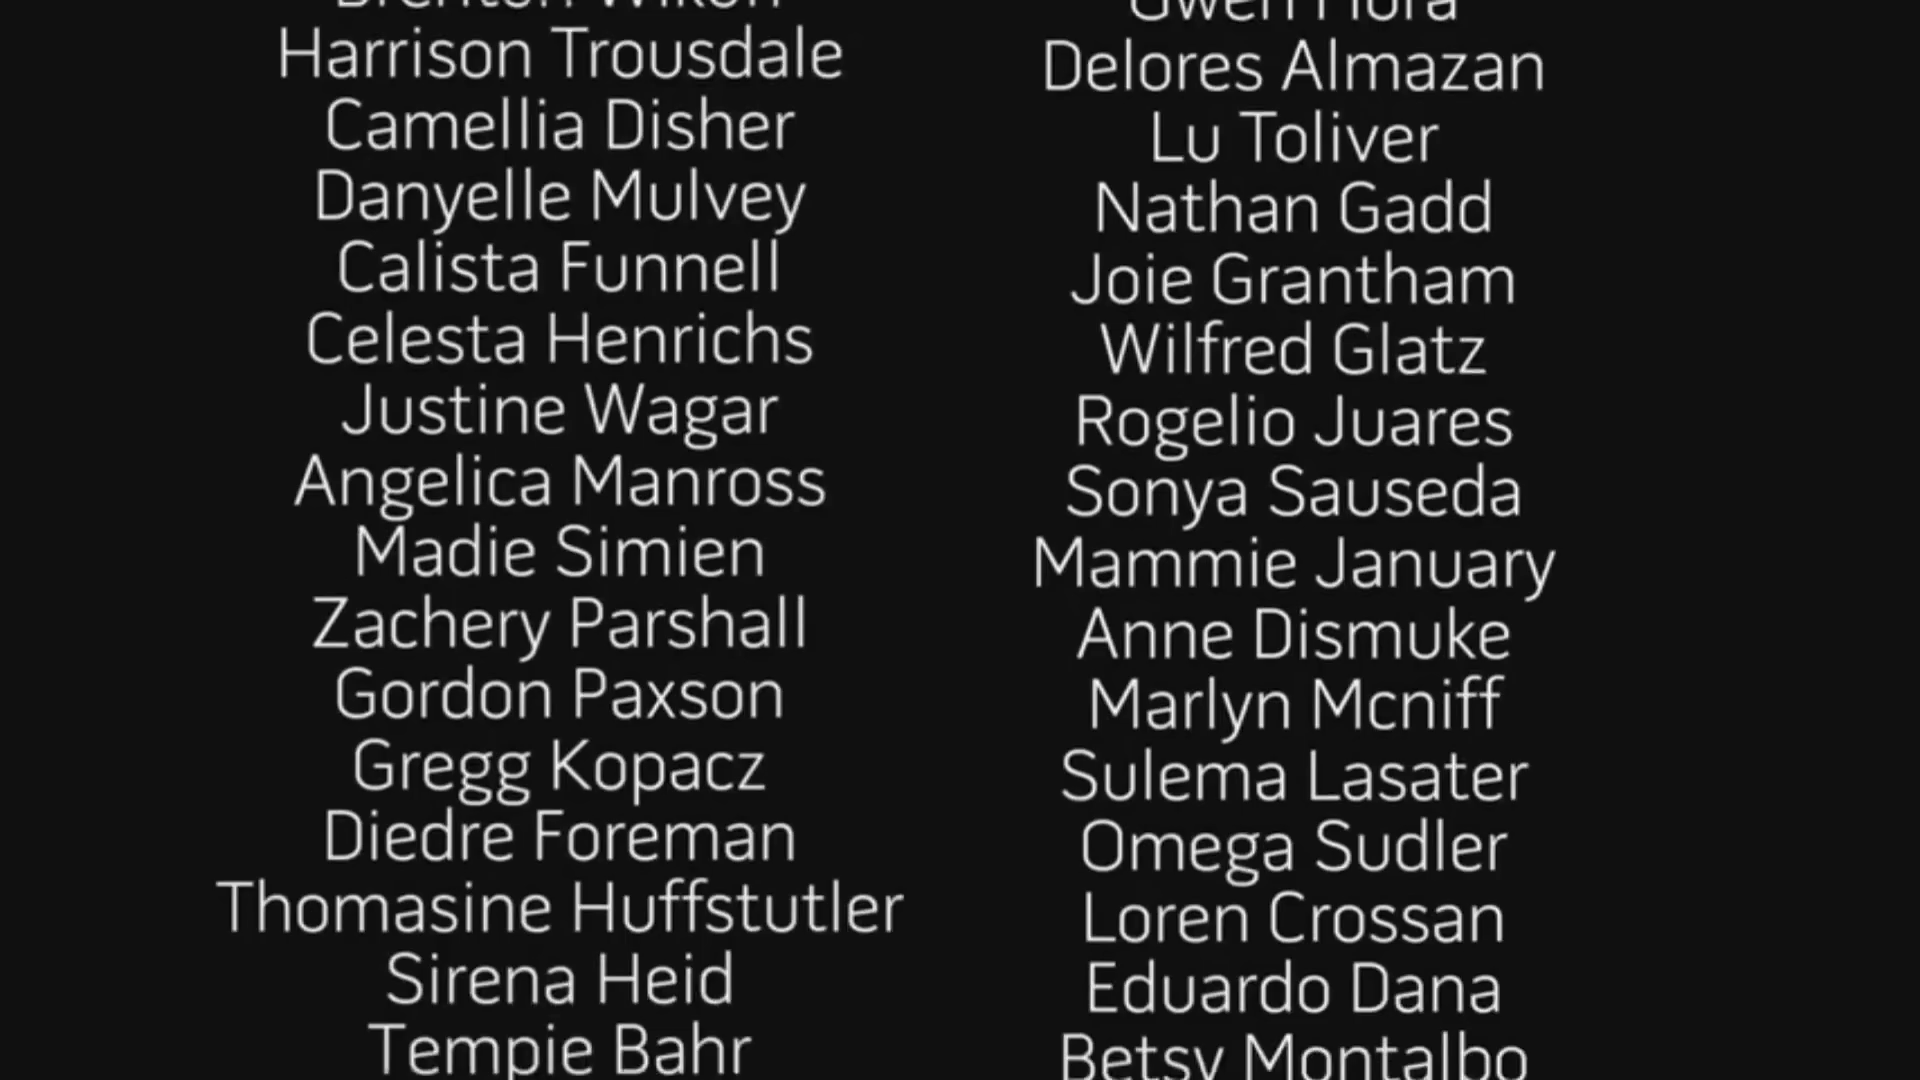 Harrison Trousdale
Camellia Disher
Danyelle Mulvey
Calista Funnell
Celesta Henrichs
Justine Wagar
Angelica Manross
Madie Simien
Zachery Parshall
Gordon Paxson
Gregg Kopacz
Diedre Foreman
Thomasine Huffstutler
Sirena Heid
Tempie Bahr
Gwen Flora
Delores Almazan
Lu Toliver
Nathan Gadd
Joie Grantham
Wilfred Glatz
Rogelio Juares
Sonya Sauseda
Mammie January
Anne Dismuke
Marlyn Mcniff
Sulema Lasater
Omega Sudler
Loren Crossan
Eduardo Dana
Betsy Montalbo